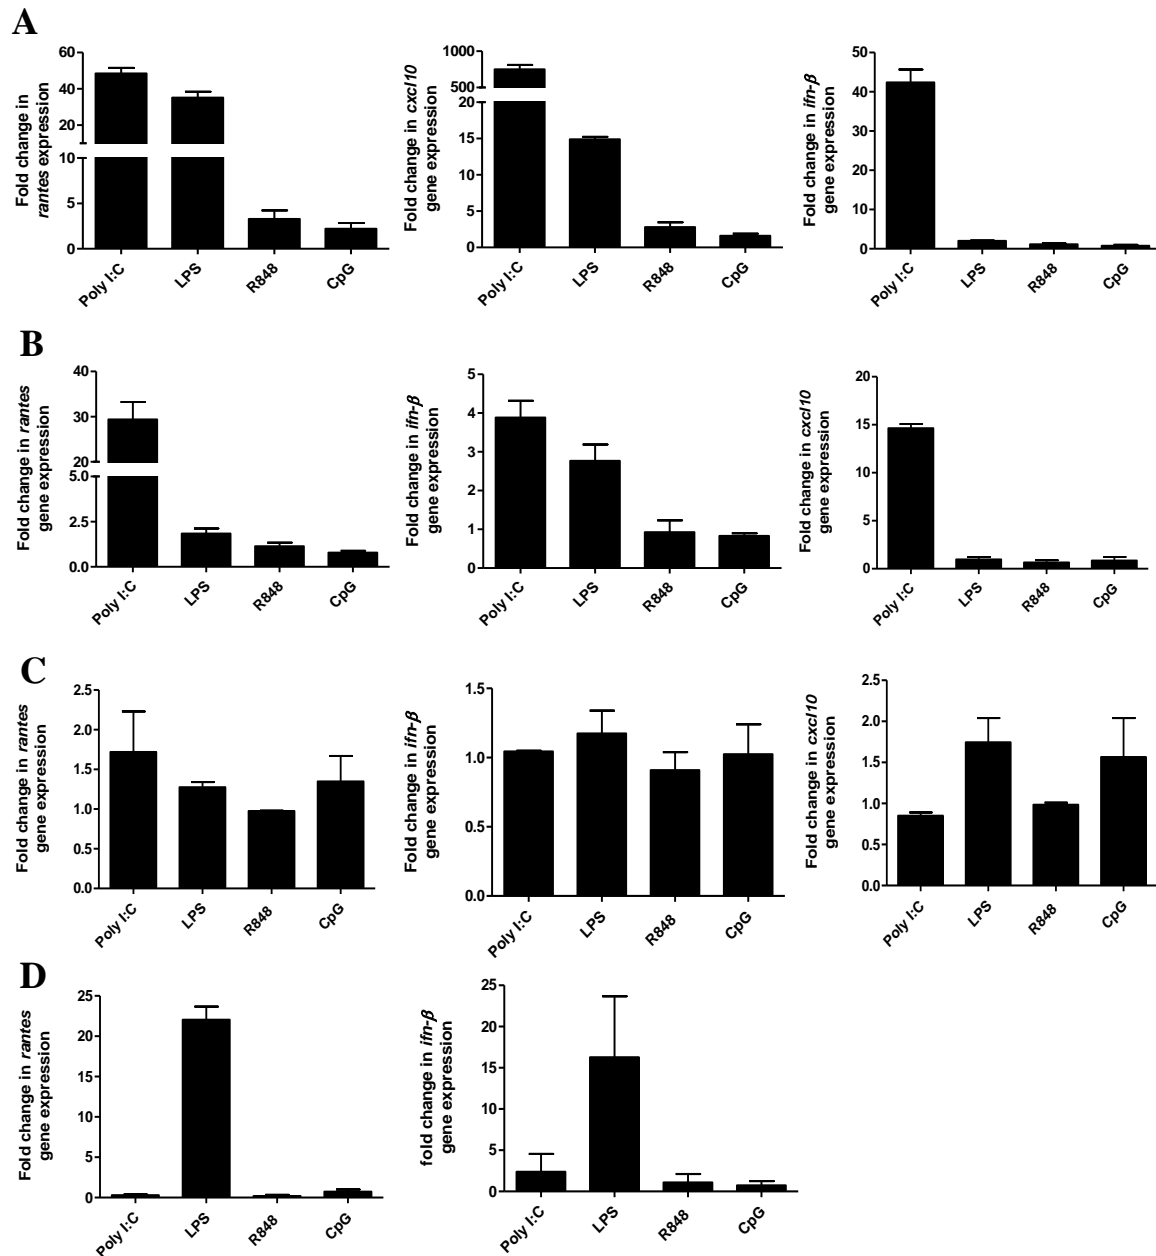 A
Fold change in
rantes expression
60
40
20
10
5
0
Poly I:C
LPS
R848
CpG
Fold change in cxcl10
gene expression
1000
500
20
15
10
5
0
Poly I:C
LPS
R848
CpG
Fold change in ifn-β
gene expression
50
40
30
20
10
0
Poly I:C
LPS
R848
CpG
B
Fold change in rantes
gene expression
40
30
20
5.0
2.5
0.0
Poly I:C
LPS
R848
CpG
Fold change in ifn-β
gene expression
5
4
3
2
1
0
Poly I:C
LPS
R848
CpG
Fold change in cxcl10
gene expression
20
15
10
5
0
Poly I:C
LPS
R848
CpG
C
Fold change in rantes
gene expression
2.5
2.0
1.5
1.0
0.5
0.0
Poly I:C
LPS
R848
CpG
Fold change in ifn-β
gene expression
1.5
1.0
0.5
0.0
Poly I:C
LPS
R848
CpG
Fold change in cxcl10
gene expression
2.5
2.0
1.5
1.0
0.5
0.0
Poly I:C
LPS
R848
CpG
D
Fold change in rantes
gene expression
25
20
15
10
5
0
Poly I:C
LPS
R848
CpG
fold change in ifn-β
gene expression
25
20
15
10
5
0
Poly I:C
LPS
R848
CpG